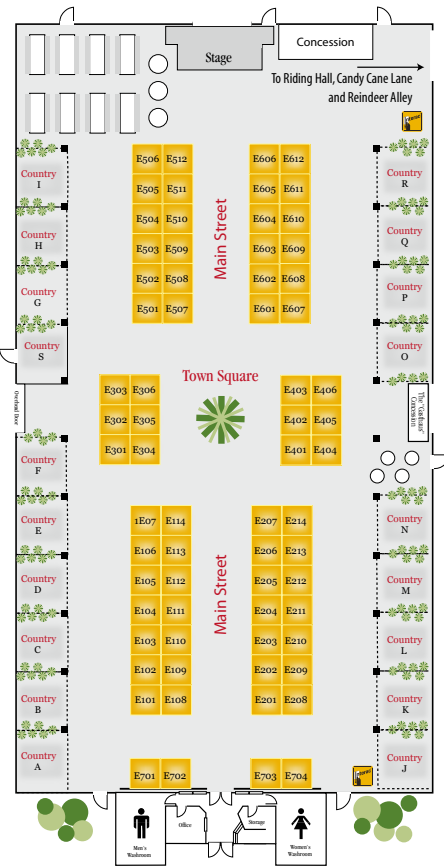 Stage
Concession
To Riding Hall, Candy Cane Lane
and Reindeer Alley
Country
I
Country
H
Country
G
Country
S
E506 E512
E505 E511
E504 E510
E503 E509
E502 E508
E501 E507
Main Street
E606 E612
E605 E611
E604 E610
E603 E609
E602 E608
E601 E607
Country
R
Country
Q
Country
P
Country
O
Overhead Door
E303 E306
E302 E305
E301 E304
Town Square
E403 E406
E402 E405
E401 E404
Country
F
Country
E
Country
D
Country
C
Country
B
Country
A
1E07 E114
E106 E113
E105 E112
E104 E111
E103 E110
E102 E109
E101 E108
Main Street
E207 E214
E206 E213
E205 E212
E204 E211
E203 E210
E202 E209
E201 E208
Country
N
Country
M
Country
L
Country
K
Country
J
E701 E702
E703 E704
Men's
Washroom
Office
Storage
Women's
Washroom